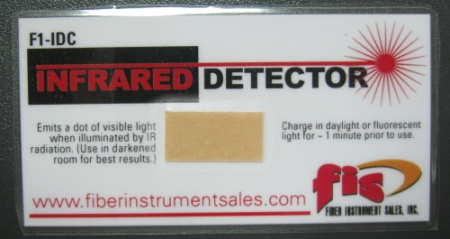 F1-IDC
INFRARED DETECTOR
Emits a dot of visible light
when illuminated by IR
radiation. (Use in darkened
room for best results.)
Charge in daylight or fluorescent
light for ~ 1 minute prior to use.
www.fiberinstrumentsales.com
fis
FIBER INSTRUMENT SALES, INC.